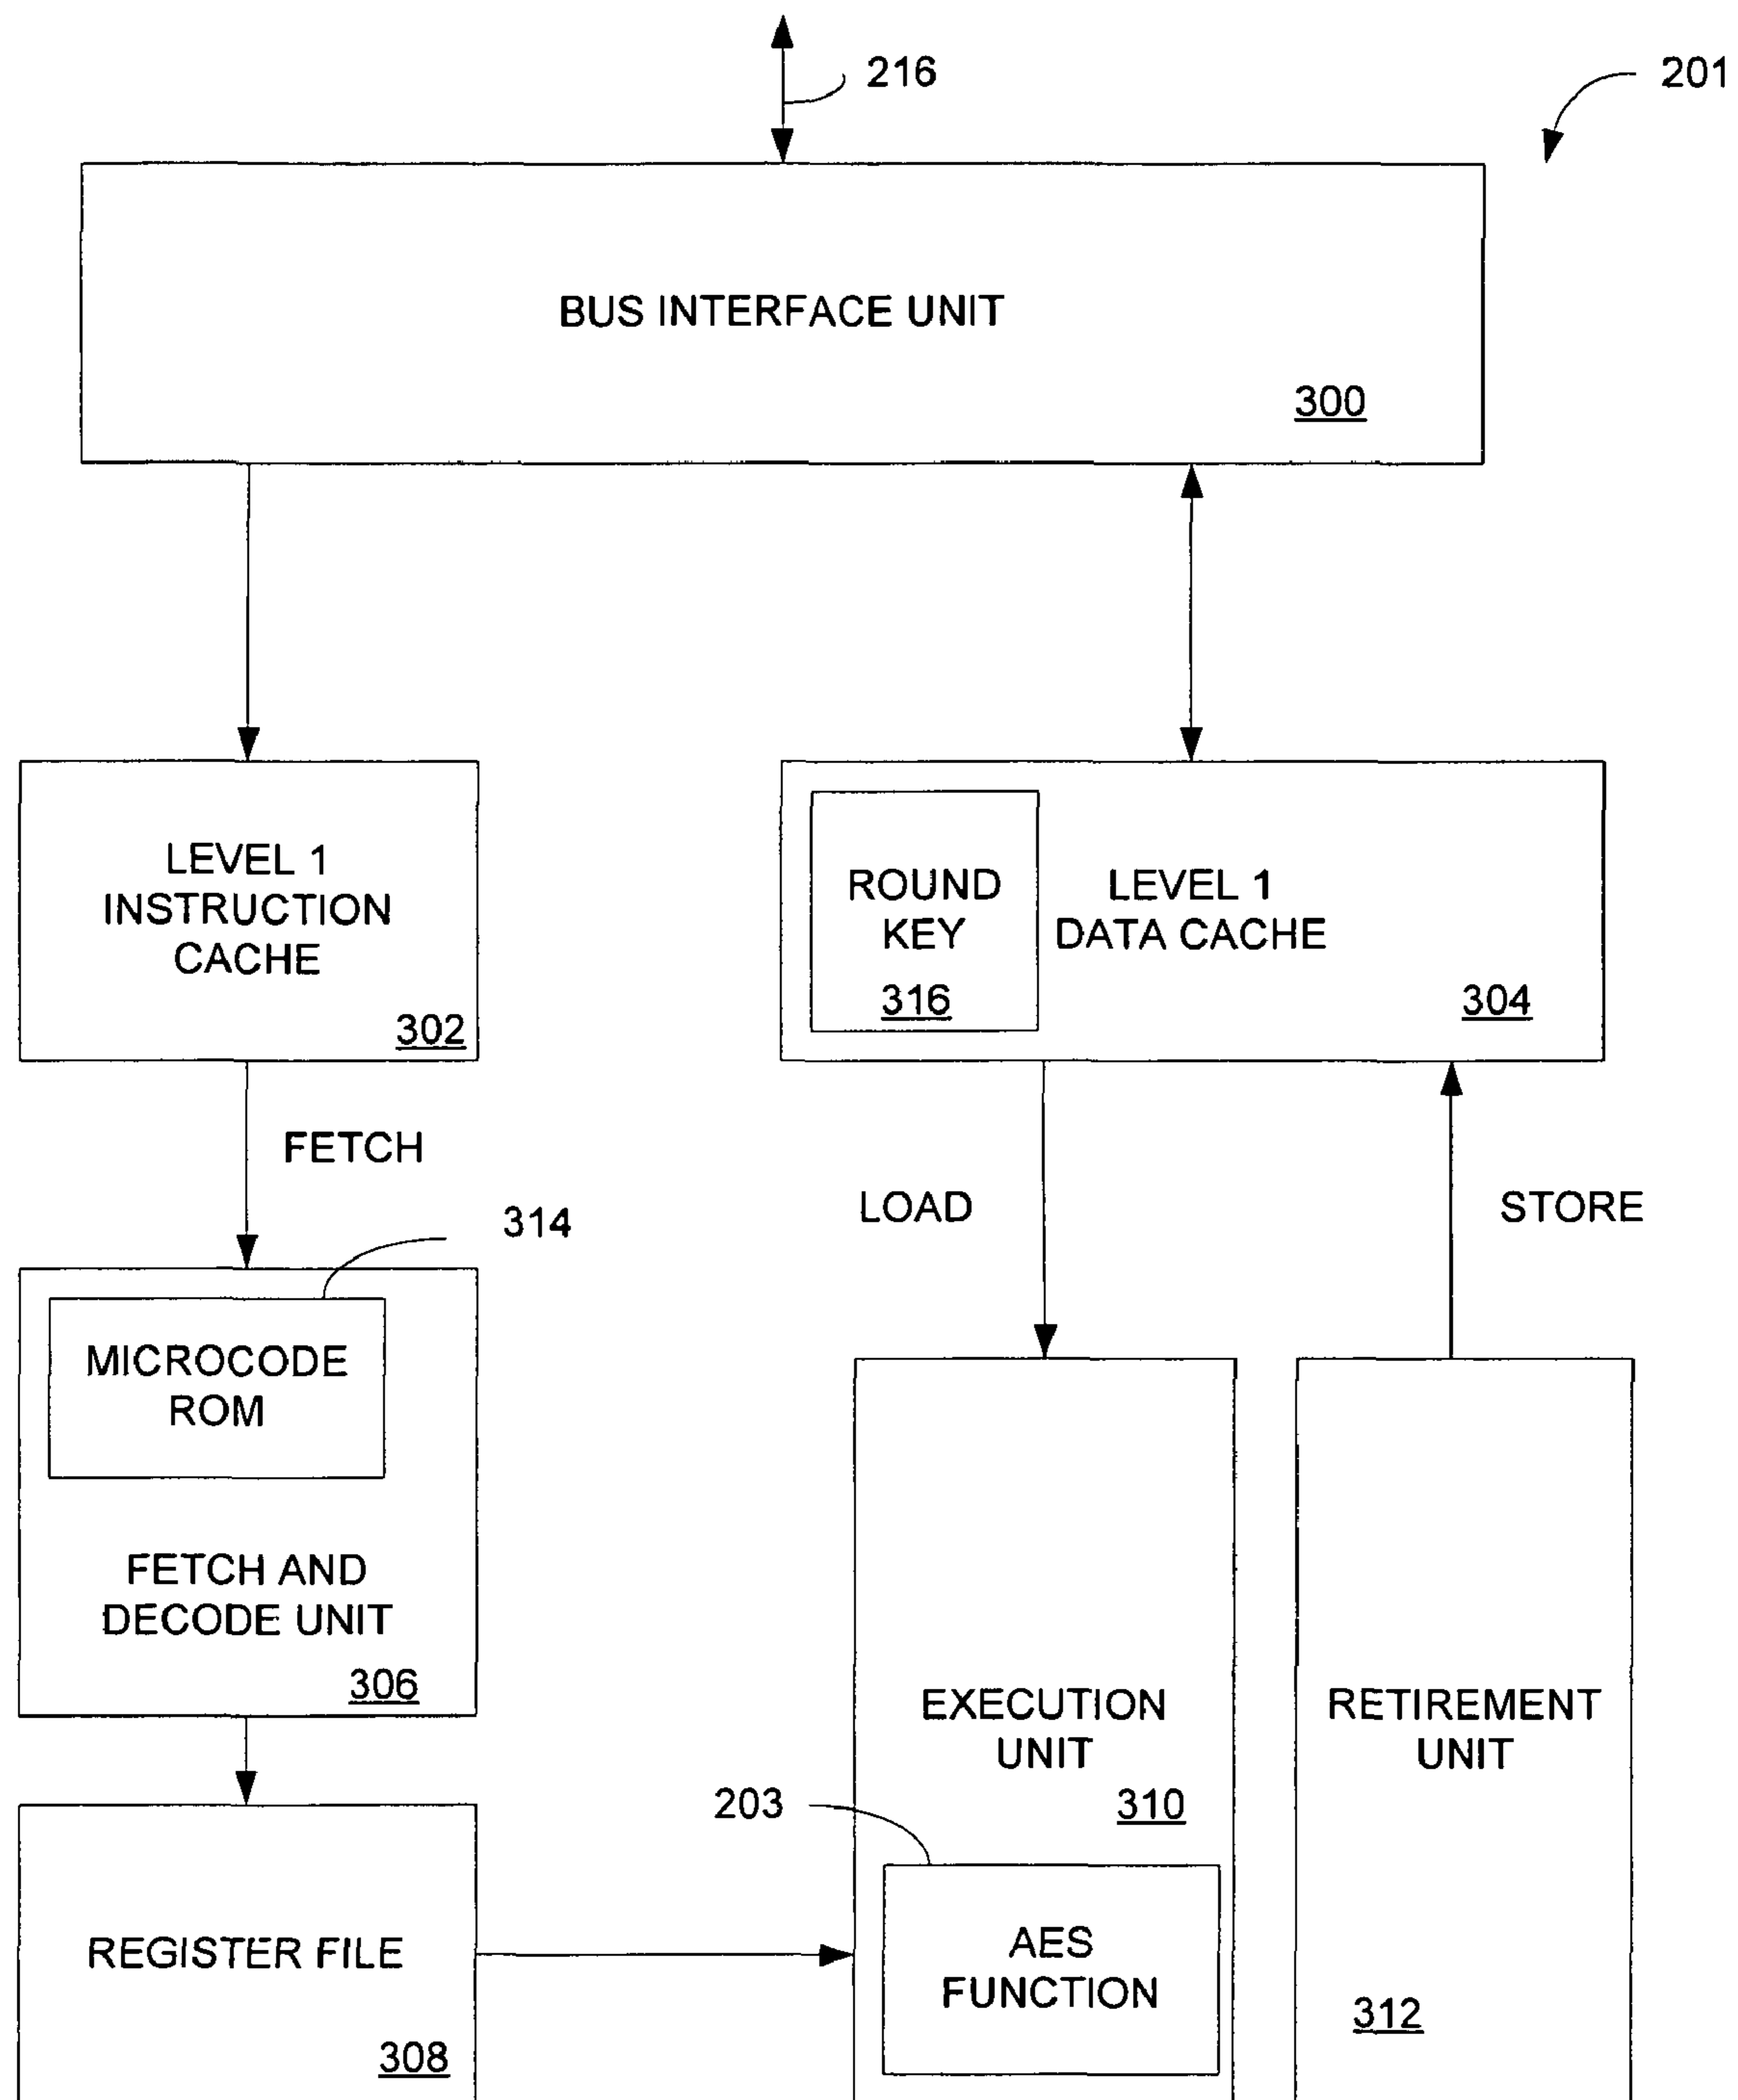 216
201
BUS INTERFACE UNIT
300
LEVEL 1
INSTRUCTION
CACHE
302
ROUND
KEY
316
LEVEL 1
DATA CACHE
304
FETCH
314
LOAD
STORE
MICROCODE
ROM
FETCH AND
DECODE UNIT
306
EXECUTION
UNIT
310
RETIREMENT
UNIT
203
REGISTER FILE
308
AES
FUNCTION
312